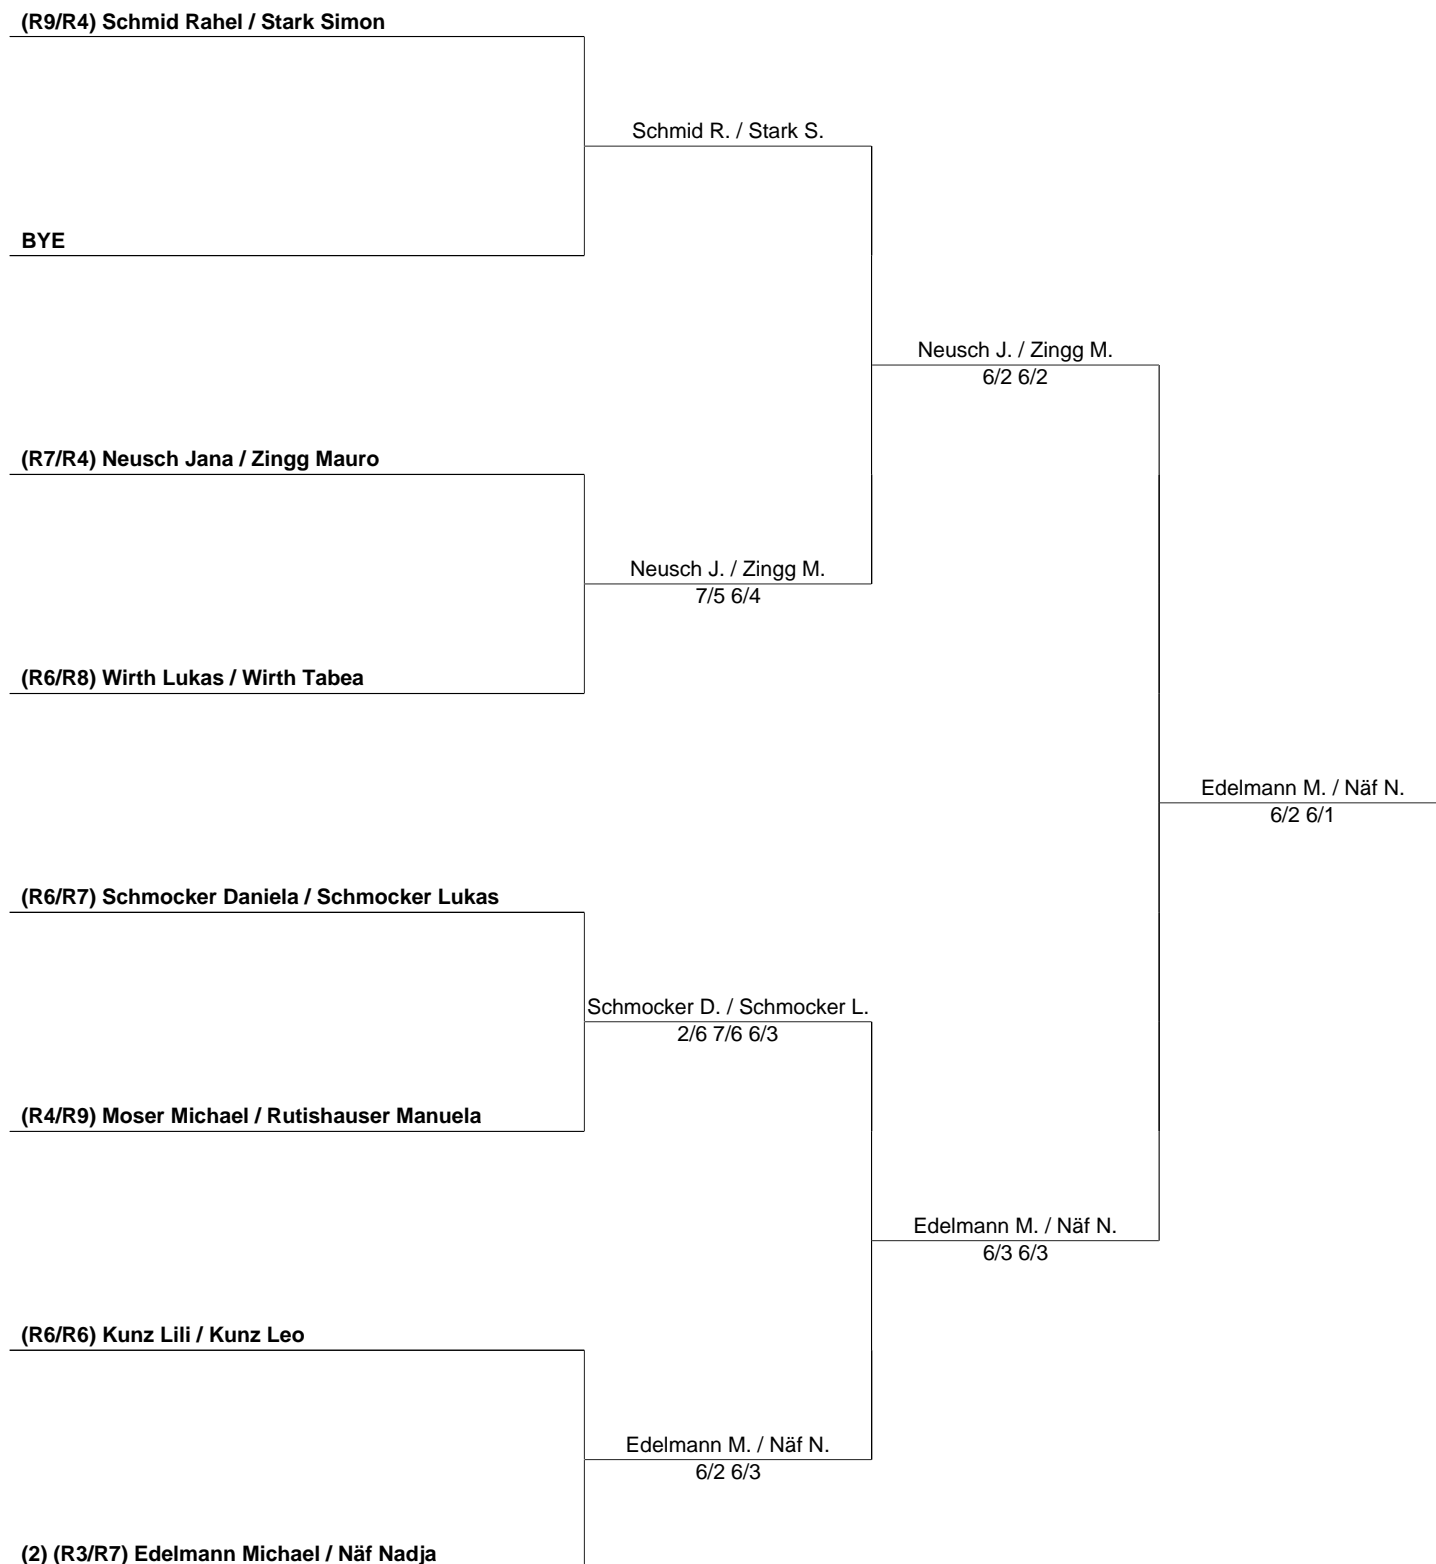 (R9/R4) Schmid Rahel / Stark Simon
Schmid R. / Stark S.
BYE
Neusch J. / Zingg M.
6/2 6/2
(R7/R4) Neusch Jana / Zingg Mauro
Neusch J. / Zingg M.
7/5 6/4
(R6/R8) Wirth Lukas / Wirth Tabea
Edelmann M. / Näf N.
6/2 6/1
(R6/R7) Schmocker Daniela / Schmocker Lukas
Schmocker D. / Schmocker L.
2/6 7/6 6/3
(R4/R9) Moser Michael / Rutishauser Manuela
Edelmann M. / Näf N.
6/3 6/3
(R6/R6) Kunz Lili / Kunz Leo
Edelmann M. / Näf N.
6/2 6/3
(2) (R3/R7) Edelmann Michael / Näf Nadja